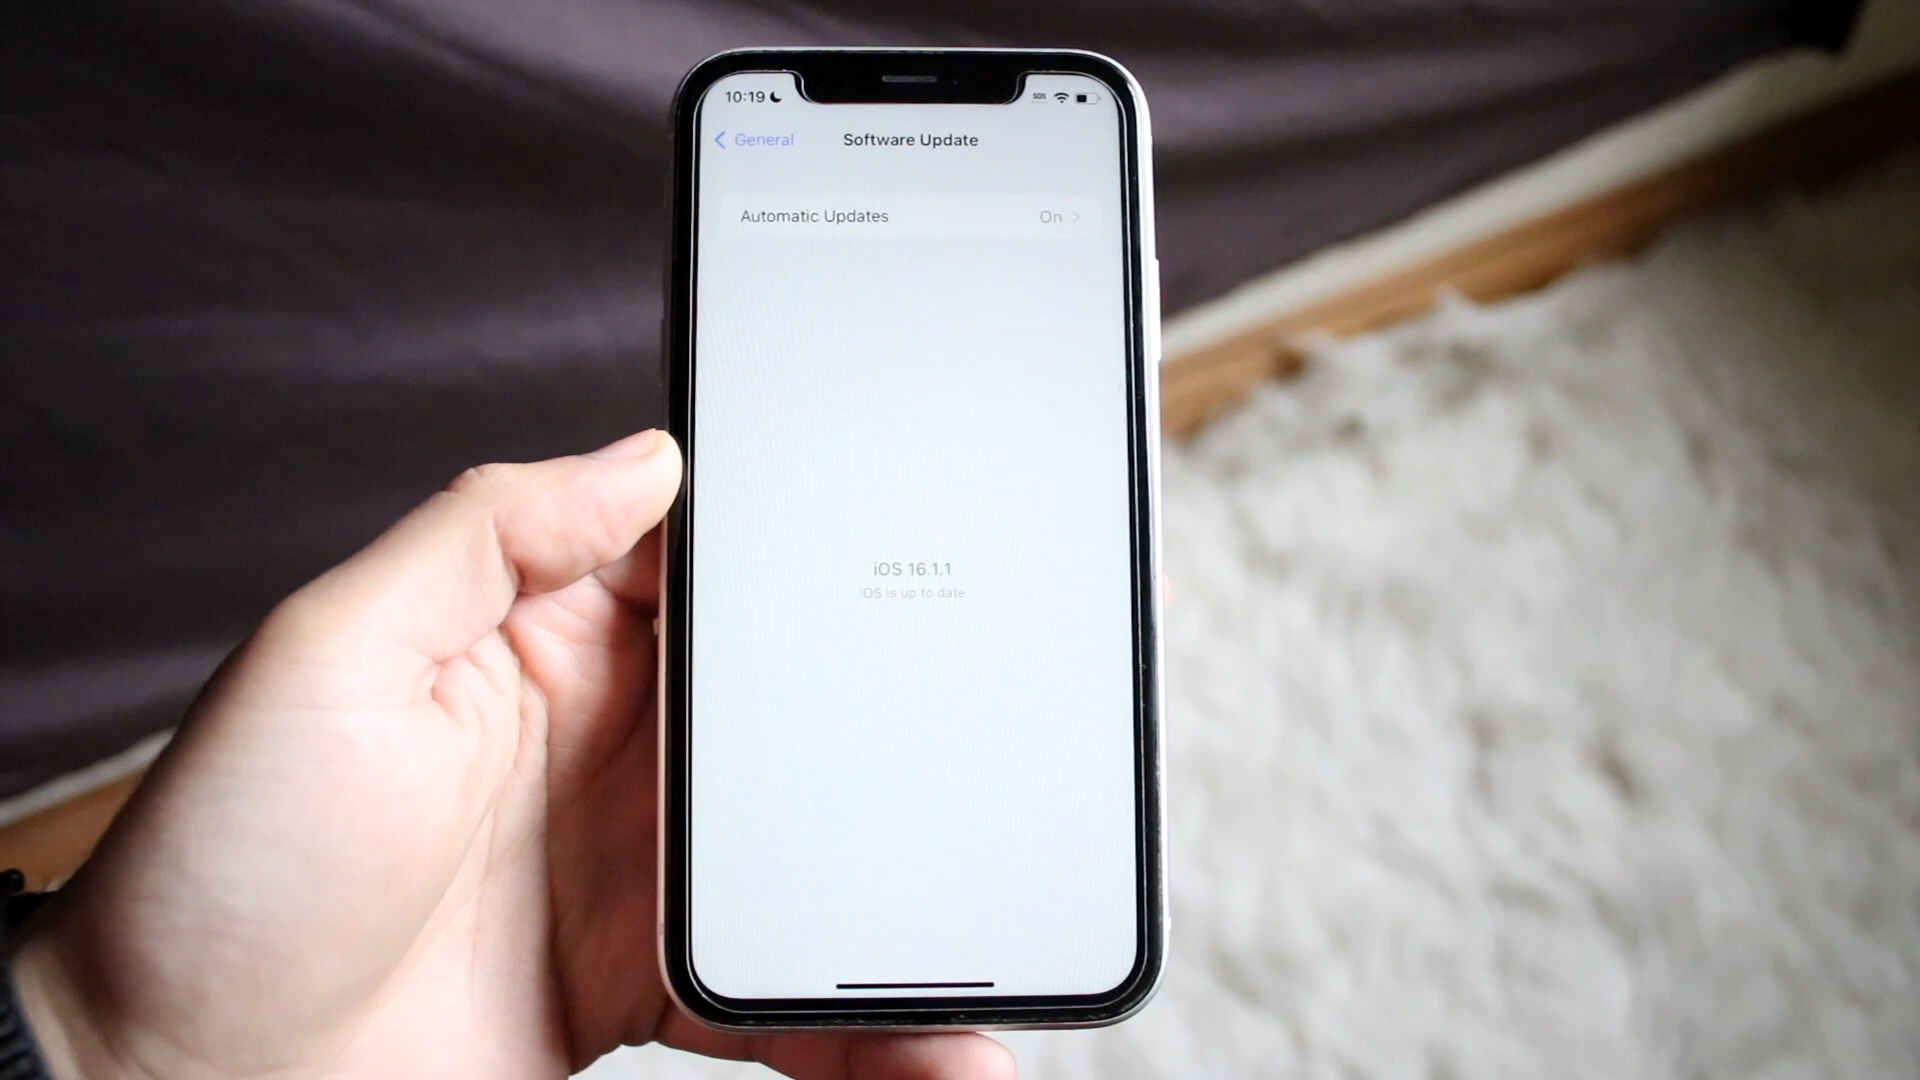 10:19 SOS
General Software Update
Automatic Updates On
iOS 16.1.1
iOS is up to date